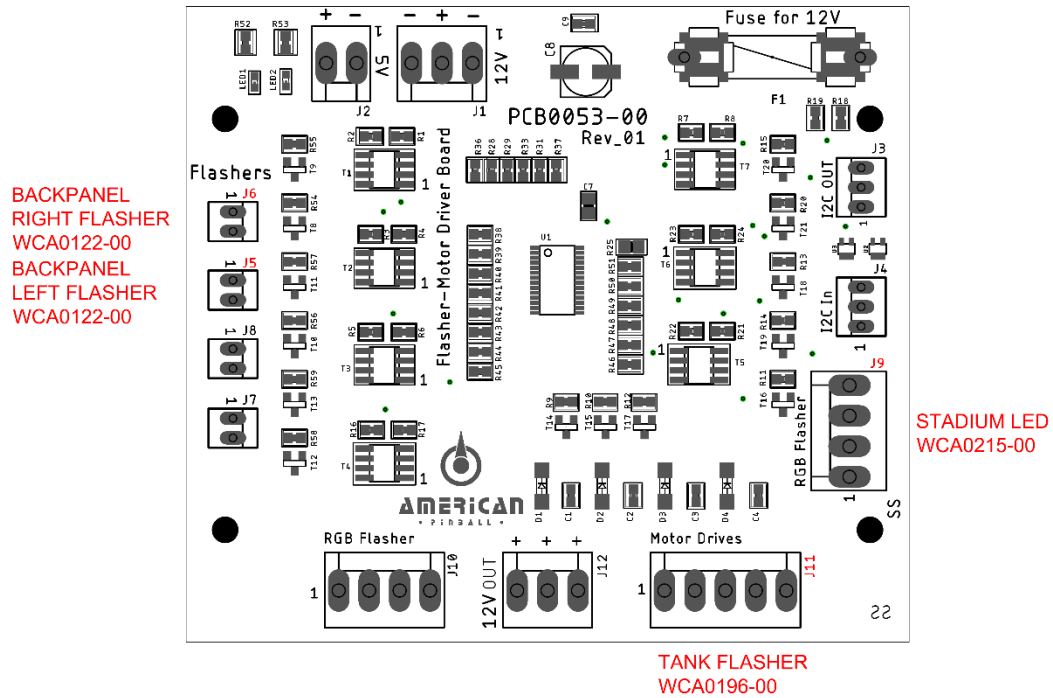 R52
R53
+ -
- + -
1
1
5V
12V
C9
C8
Fuse for 12V
LED1
LED2
J2
J1
PCB0053-00
Rev_01
F1
R19
R18
Flashers
R55
T9
R2
R1
T1
1
Flasher-Motor Driver Board
R36
R28
R29
R33
R31
R37
R7
R8
1
T7
R15
T20
J3
I2C OUT
1
BACKPANEL
RIGHT FLASHER
WCA0122-00
1
J6
R54
T8
C7
R20
T21
R3
R4
T2
1
R38
R39
R40
R41
R42
R43
R44
R45
U1
R25
R51
R50
R49
R48
R47
R46
R23
R24
1
T6
U3
U2
BACKPANEL
LEFT FLASHER
WCA0122-00
1
J5
R57
T11
R13
T18
J4
I2C In
1
1
J8
R56
T10
R5
R6
T3
1
R22
R21
1
T5
R14
T19
1
J7
R59
T13
R11
T16
J9
RGB Flasher
1
STADIUM LED
WCA0215-00
R58
T12
R16
R17
T4
1
R9
R10
R12
T14
T15
T17
AMERICAN
• PINBALL •
D1
C1
D2
C2
D3
C3
D4
C4
SS
RGB Flasher
1
J10
+ + +
12V OUT
J12
Motor Drives
1
J11
SS
TANK FLASHER
WCA0196-00